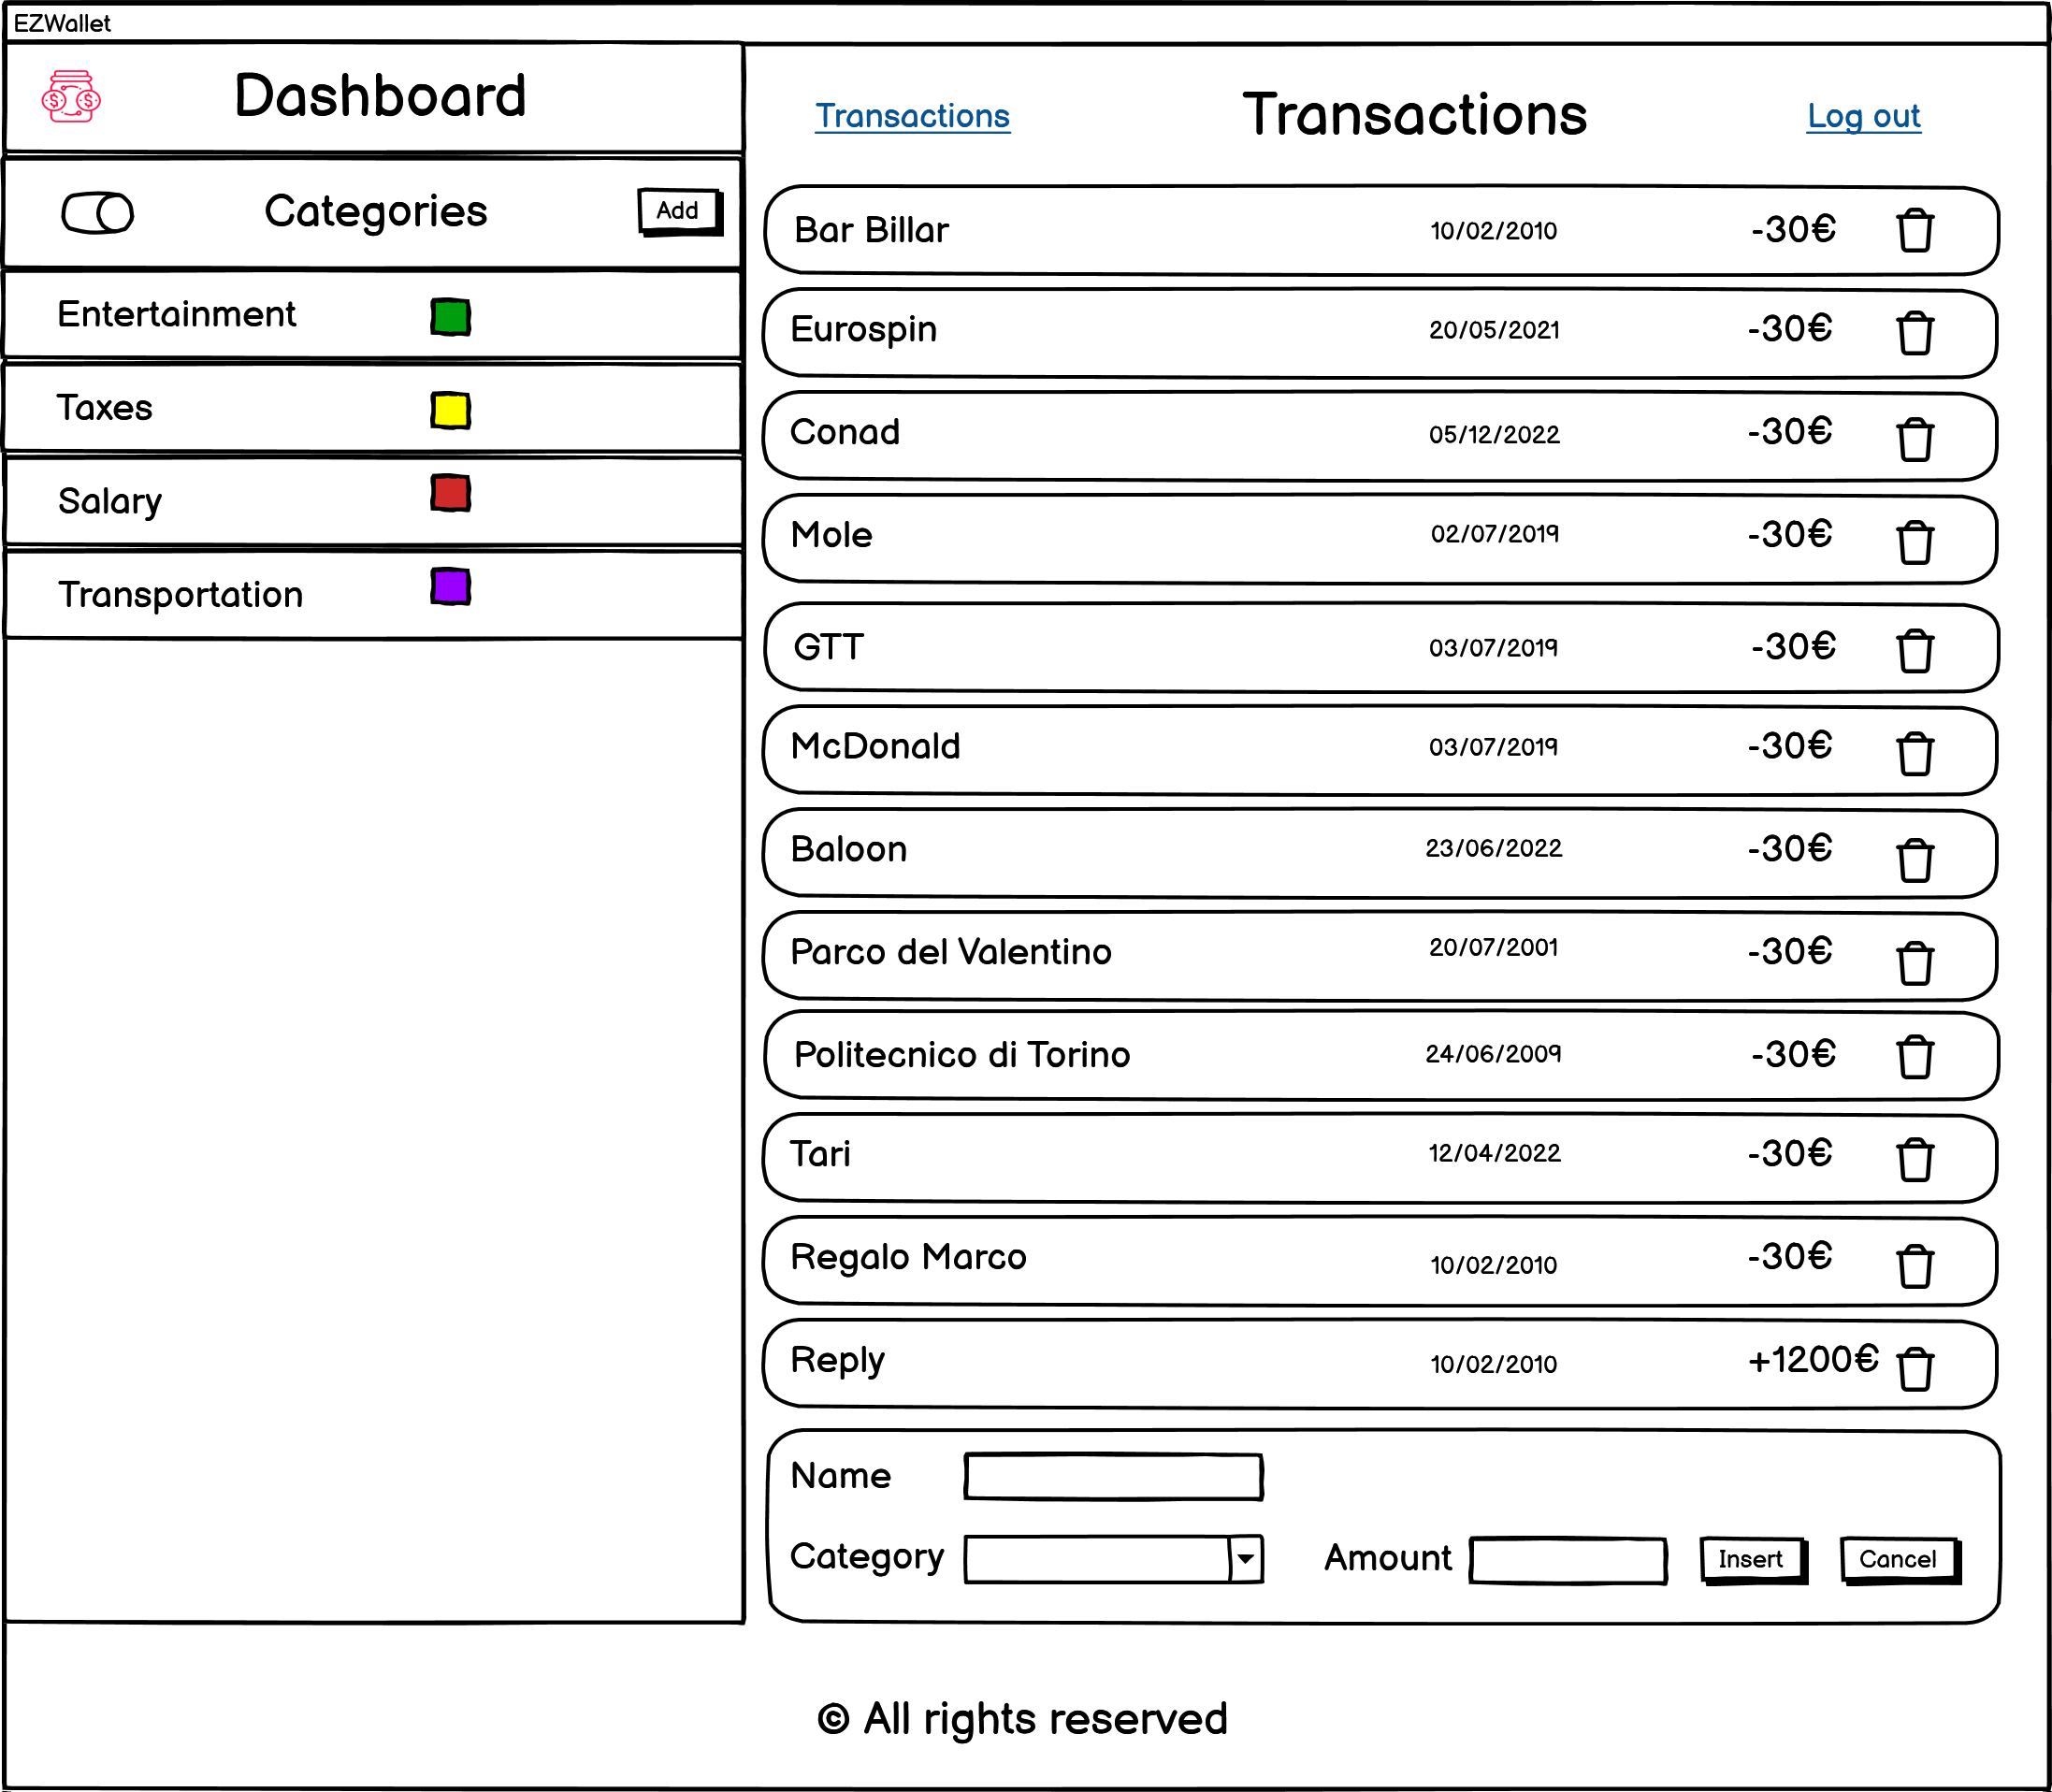 EZWallet
Dashboard
Categories Add
Entertainment
Taxes
Salary
Transportation
Transactions Transactions Log out
Bar Billar 10/02/2010 -30€
Eurospin 20/05/2021 -30€
Conad 05/12/2022 -30€
Mole 02/07/2019 -30€
GTT 03/07/2019 -30€
McDonald 03/07/2019 -30€
Baloon 23/06/2022 -30€
Parco del Valentino 20/07/2001 -30€
Politecnico di Torino 24/06/2009 -30€
Tari 12/04/2022 -30€
Regalo Marco 10/02/2010 -30€
Reply 10/02/2010 +1200€
Name
Category Amount Insert Cancel
© All rights reserved